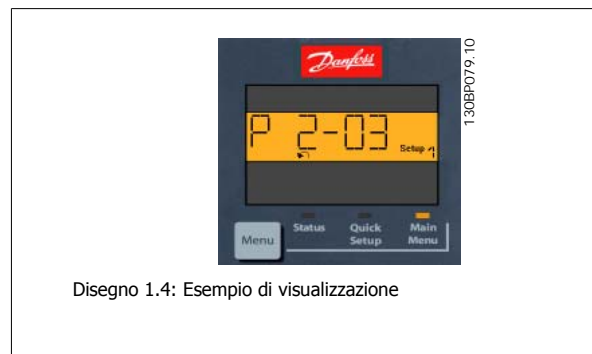 Danfoss
130BP079.10
P 2-03
Setup 1
Menu
Status
Quick
Setup
Main
Menu
Disegno 1.4: Esempio di visualizzazione